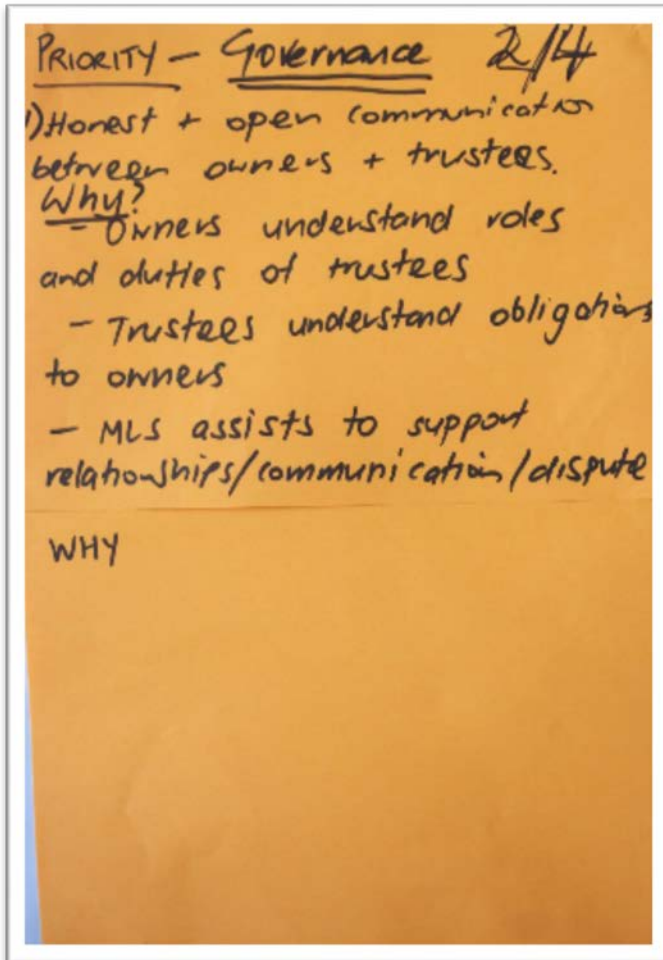 PRIORITY – Governance 2/4
1) Honest + open communication
between owners + trustees.
Why?
- Owners understand roles
and duties of trustees
- Trustees understand obligations
to owners
- MLS assists to support
relationships/communication/dispute
WHY